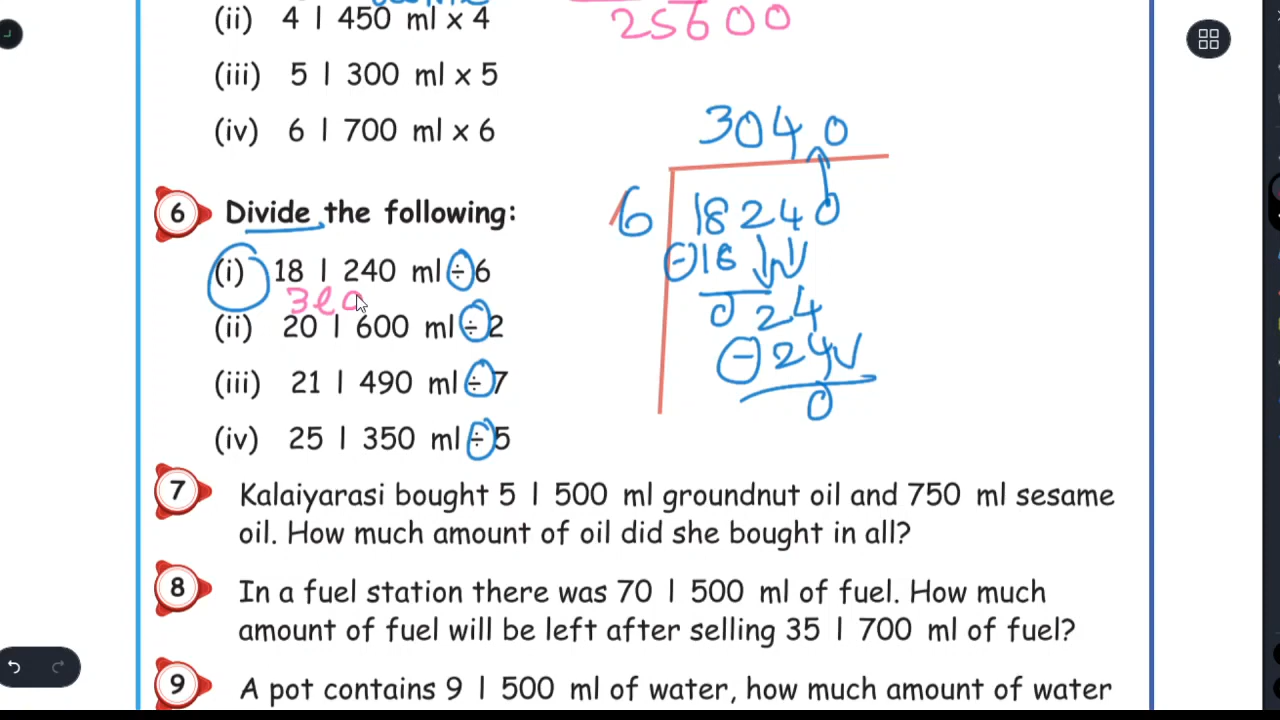 (ii) 4 l 450 ml x 4
25600
(iii) 5 l 300 ml x 5
(iv) 6 l 700 ml x 6
3040
6 18240
-18
024
-24
0
6 Divide the following:
(i) 18 l 240 ml ÷ 6
3l 0
(ii) 20 l 600 ml ÷ 2
(iii) 21 l 490 ml ÷ 7
(iv) 25 l 350 ml ÷ 5
7 Kalaiyarasi bought 5 l 500 ml groundnut oil and 750 ml sesame
oil. How much amount of oil did she bought in all?
8 In a fuel station there was 70 l 500 ml of fuel. How much
amount of fuel will be left after selling 35 l 700 ml of fuel?
9 A pot contains 9 l 500 ml of water, how much amount of water